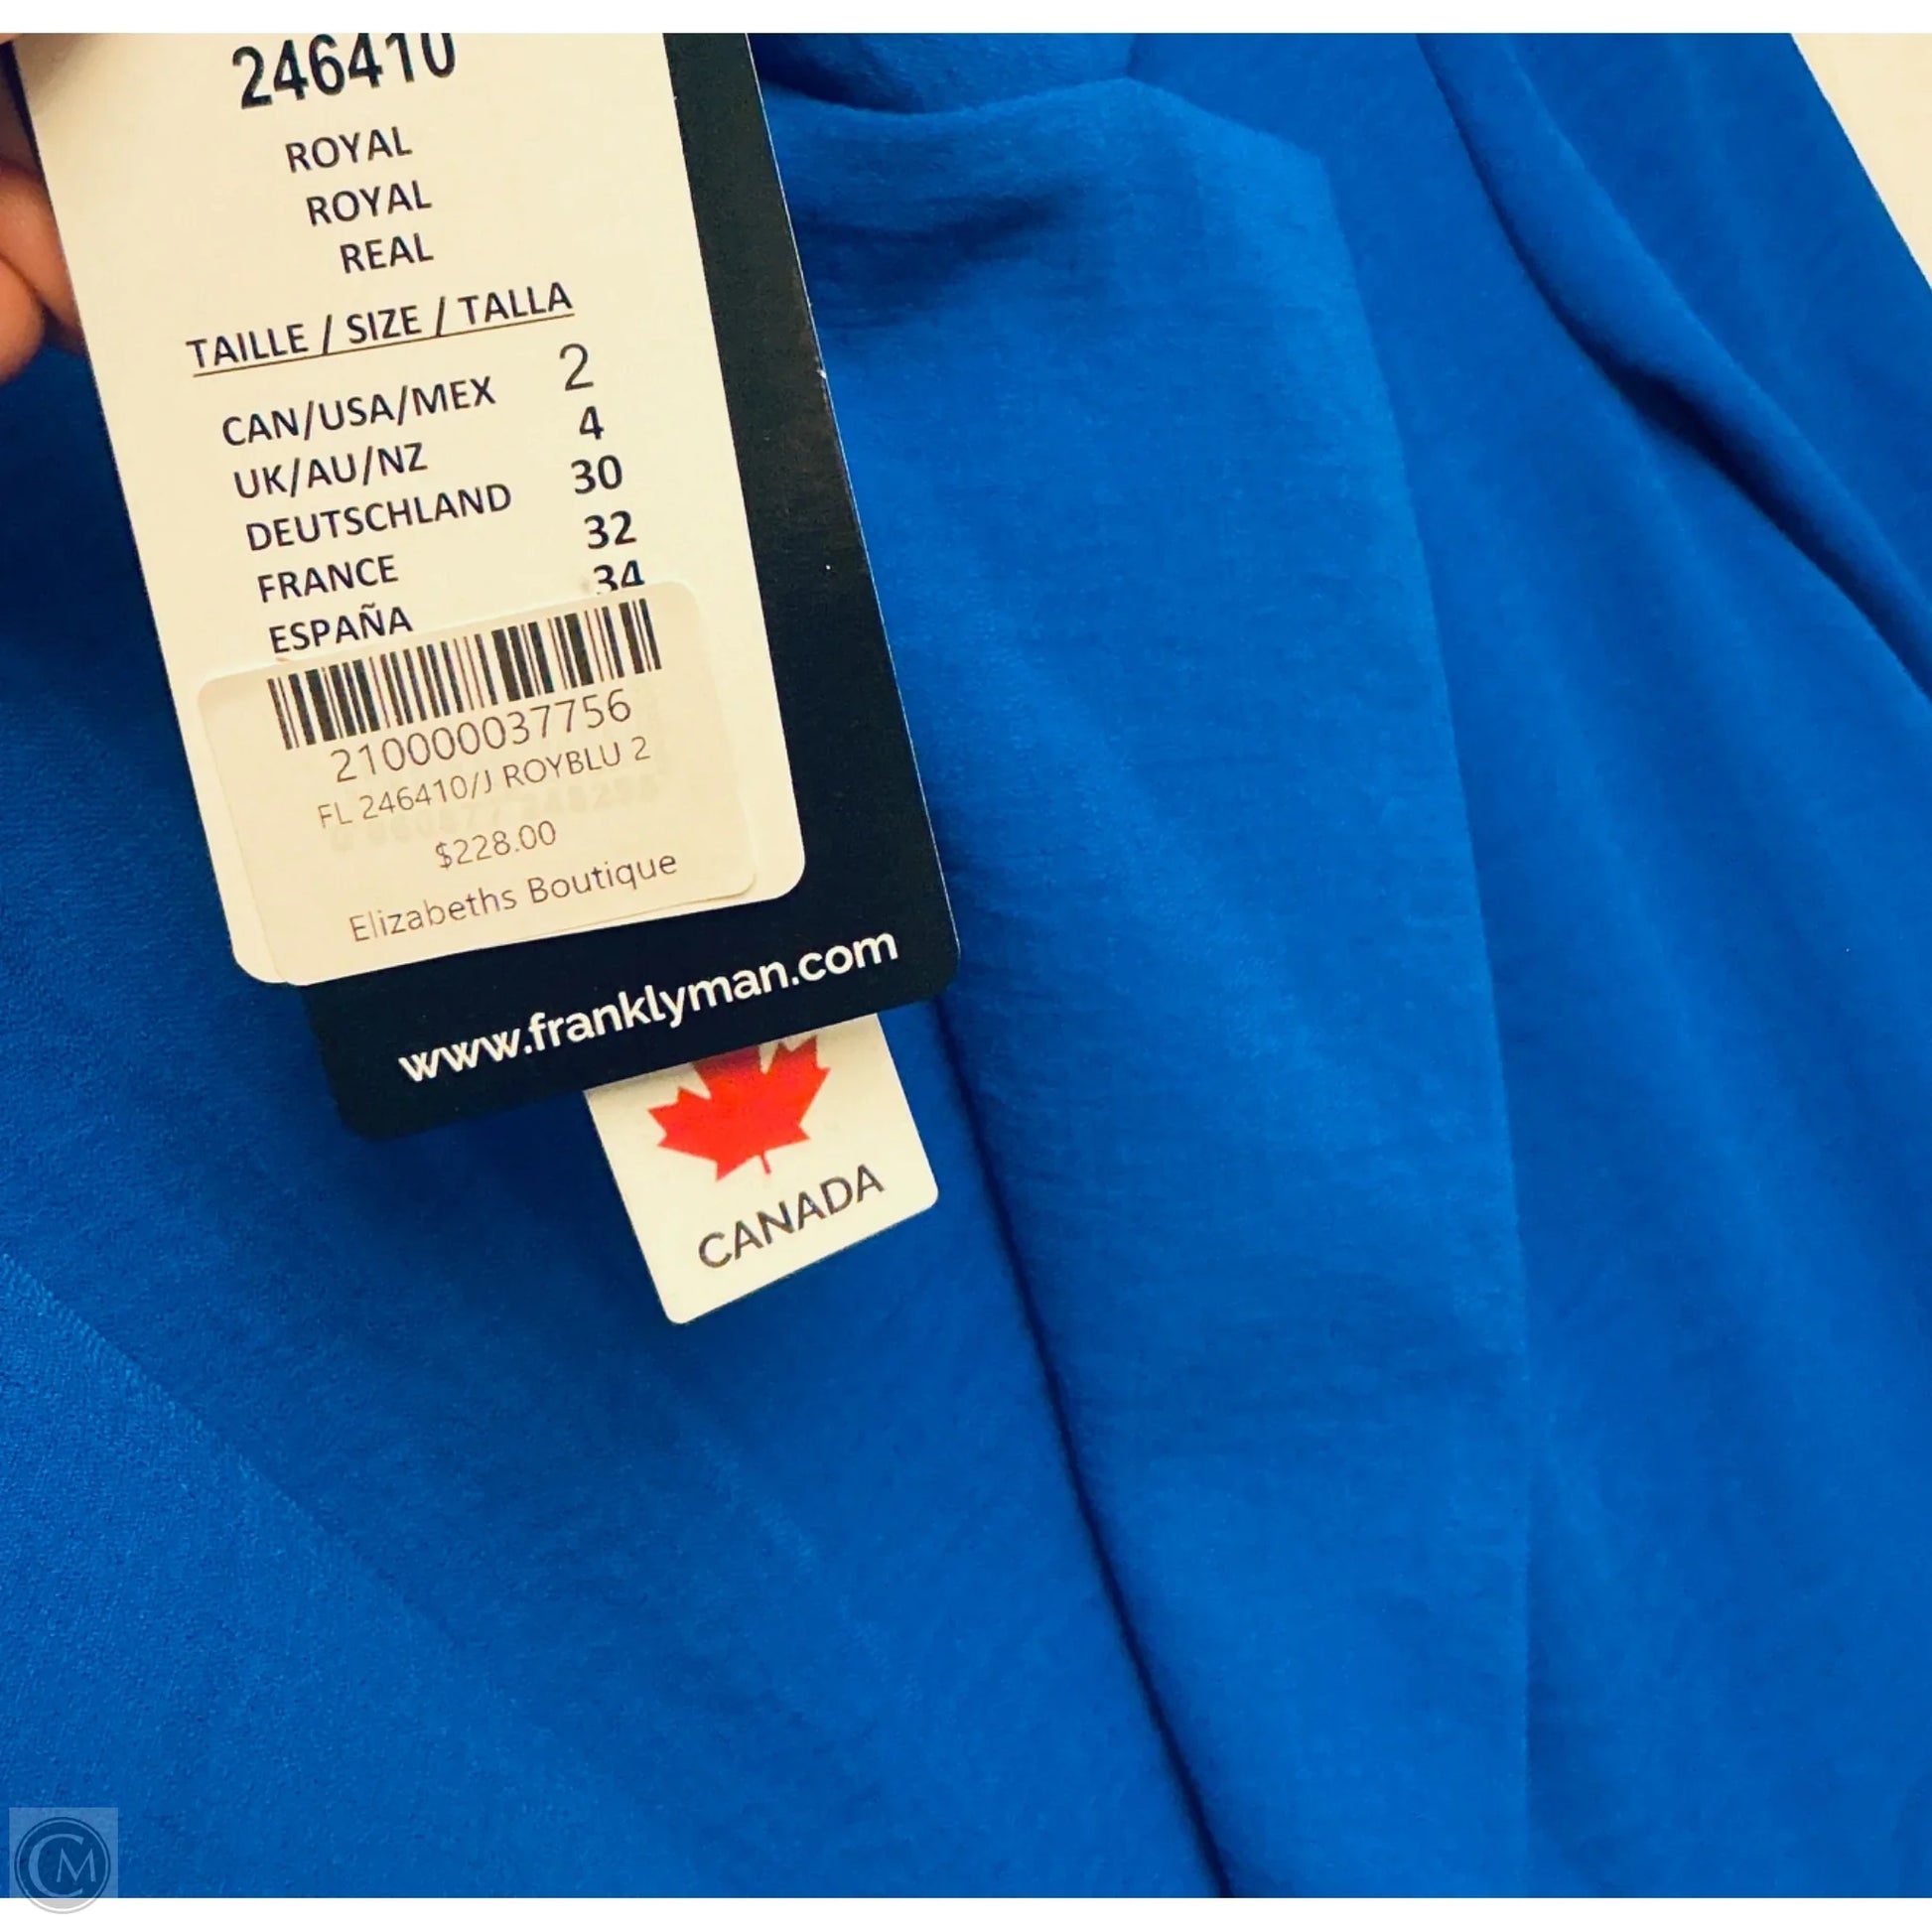 246410
ROYAL
ROYAL
REAL
TAILLE / SIZE / TALLA
CAN/USA/MEX 2
UK/AU/NZ 4
DEUTSCHLAND 30
FRANCE 32
ESPAÑA 34
210000037756
FL 246410/J ROYBLU 2
$228.00
Elizabeths Boutique
www.franklyman.com
CANADA
CM